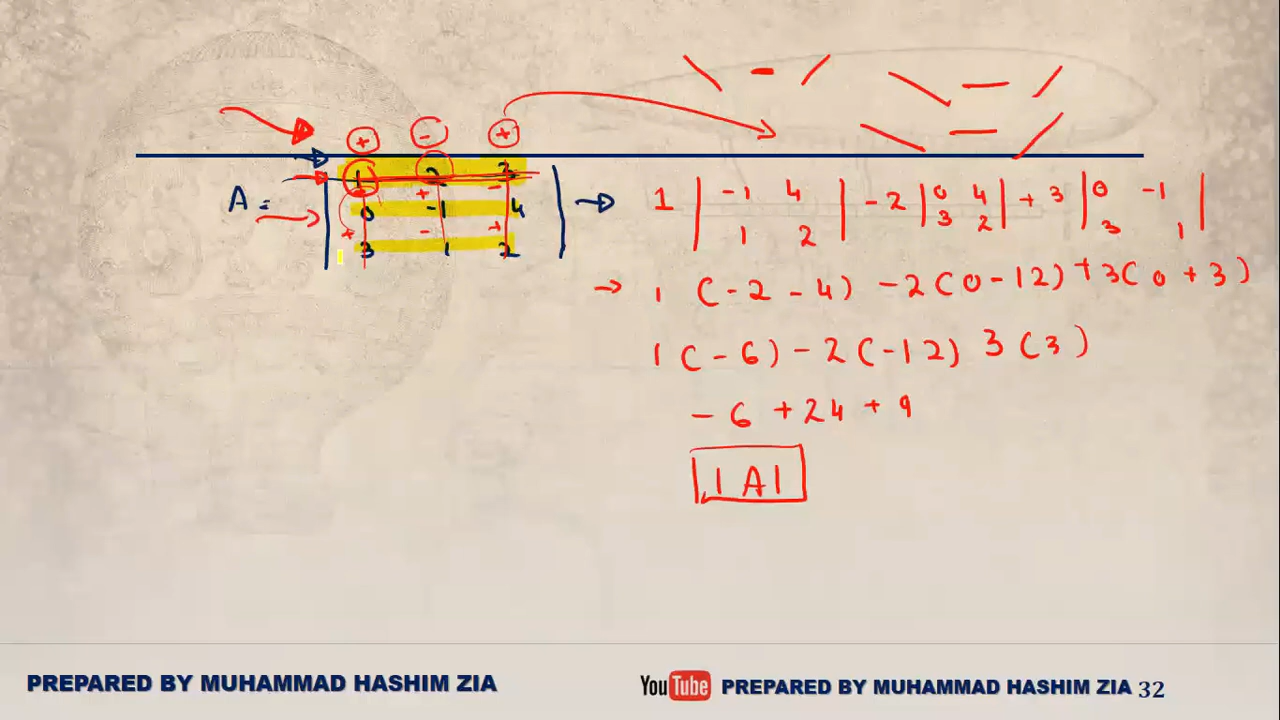 + - +
1 2 3
- + -
A = 0 -1 4
+ - +
3 1 2
1 | -1 4 | - 2 | 0 4 | + 3 | 0 -1 |
1 2 3 2 3 1
→ 1 (-2 - 4) - 2(0 - 12) + 3(0 + 3)
1 (-6) - 2 (-12) 3 (3)
- 6 + 24 + 9
|A|
PREPARED BY MUHAMMAD HASHIM ZIA
YouTube PREPARED BY MUHAMMAD HASHIM ZIA 32